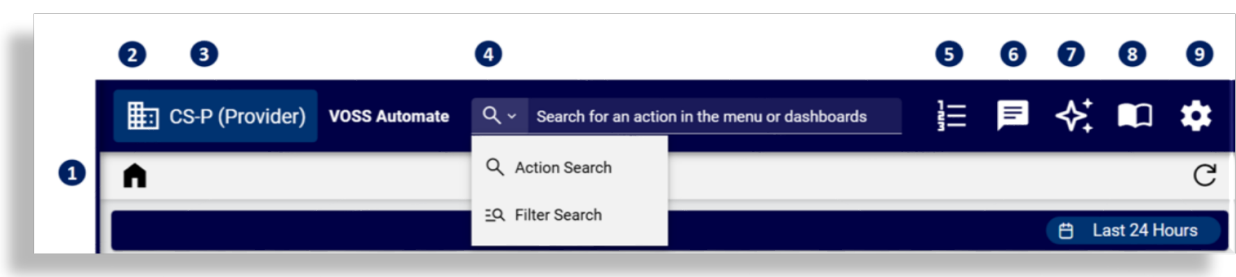 2 3 4 5 6 7 8 9
CS-P (Provider) VOSS Automate Search for an action in the menu or dashboards
1
Action Search
Filter Search
Last 24 Hours